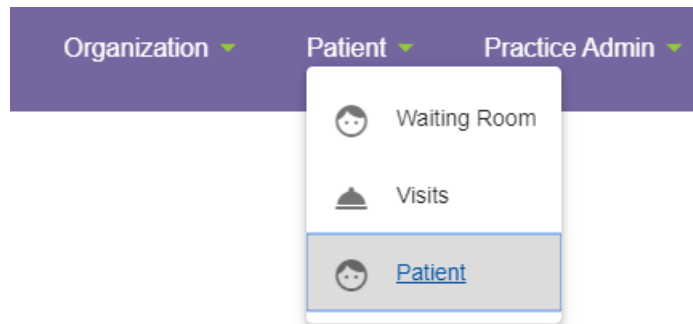 Organization Patient Practice Admin
Waiting Room
Visits
Patient